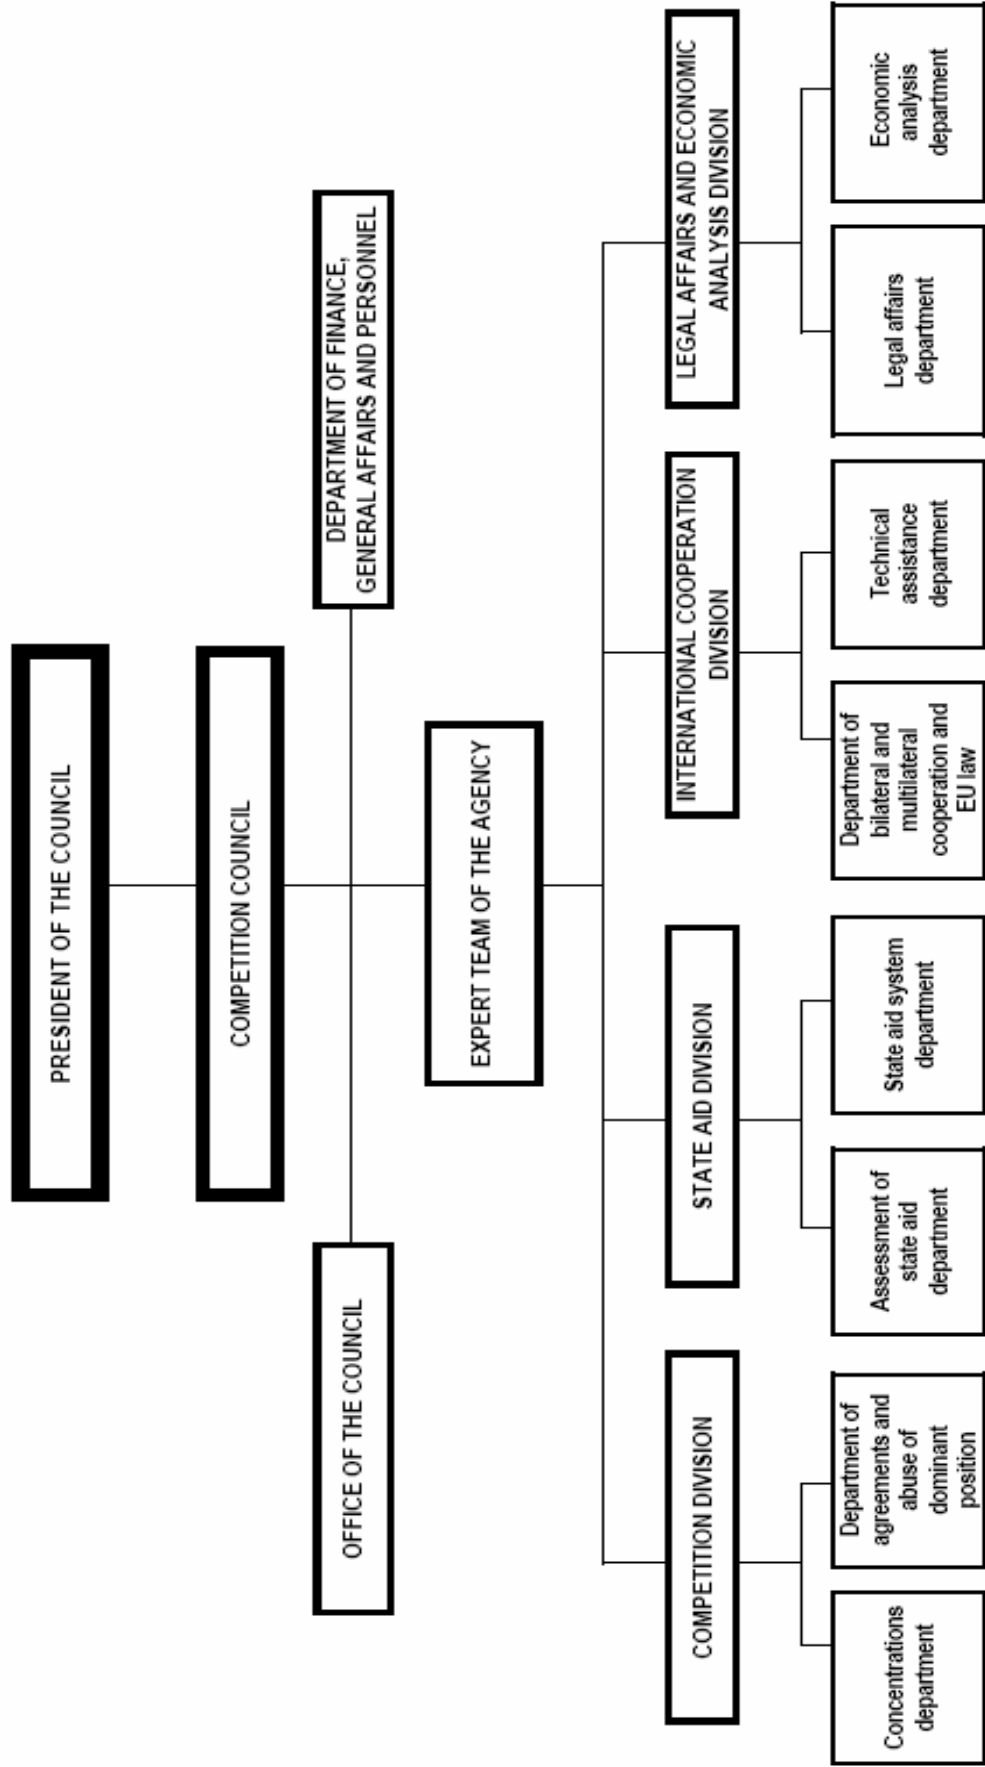 PRESIDENT OF THE COUNCIL
COMPETITION COUNCIL
OFFICE OF THE COUNCIL
DEPARTMENT OF FINANCE,
GENERAL AFFAIRS AND PERSONNEL
EXPERT TEAM OF THE AGENCY
COMPETITION DIVISION
STATE AID DIVISION
INTERNATIONAL COOPERATION
DIVISION
LEGAL AFFAIRS AND ECONOMIC
ANALYSIS DIVISION
Concentrations
department
Department of
agreements and
abuse of
dominant
position
Assessment of
state aid
department
State aid system
department
Department of
bilateral and
multilateral
cooperation and
EU law
Technical
assistance
department
Legal affairs
department
Economic
analysis
department